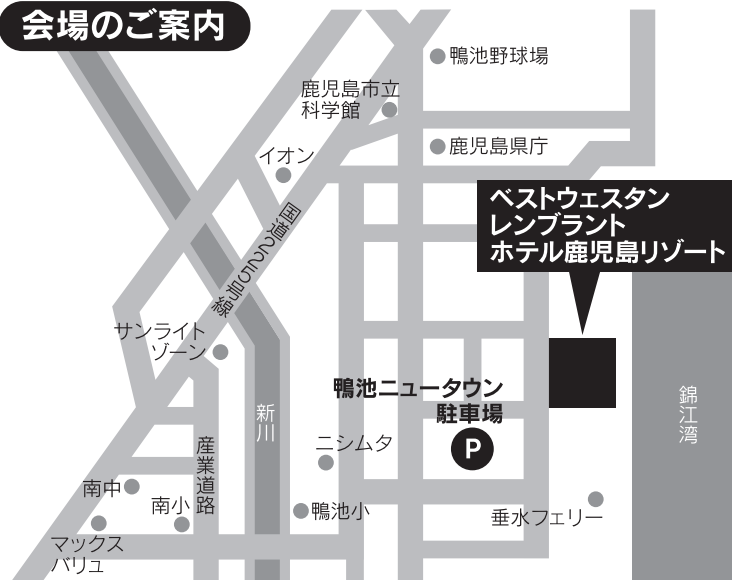 会場のご案内
鴨池野球場
鹿児島市立
科学館
鹿児島県庁
イオン
ベストウェスタン
レンブラント
ホテル鹿児島リゾート
国道225号線
サンライト
ゾーン
鴨池ニュータウン
駐車場
P
錦江湾
新川
産業道路
ニシムタ
南中
南小
鴨池小
垂水フェリー
マックス
バリュ